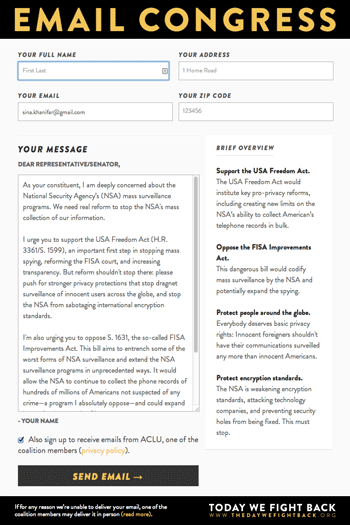 EMAIL CONGRESS
YOUR FULL NAME
YOUR ADDRESS
First Last
1 Home Road
YOUR EMAIL
YOUR ZIP CODE
sina.khanifar@gmail.com
123456
YOUR MESSAGE
DEAR REPRESENTATIVE/SENATOR,
As your constituent, I am deeply concerned about the
National Security Agency's (NSA) mass surveillance
programs. We need real reform to stop the NSA's mass
collection of our information.
I urge you to support the USA Freedom Act (H.R.
3361/S. 1599), an important first step in stopping mass
spying, reforming the FISA court, and increasing
transparency. But reform shouldn't stop there: please
push for stronger privacy protections that stop dragnet
surveillance of innocent users across the globe, and stop
the NSA from sabotaging international encryption
standards.
I'm also urging you to oppose S. 1631, the so-called FISA
Improvements Act. This bill aims to entrench some of the
worst forms of NSA surveillance and extend the NSA
surveillance programs in unprecedented ways. It would
allow the NSA to continue to collect the phone records of
hundreds of millions of Americans not suspected of any
crime—a program I absolutely oppose—and could expand
- YOUR NAME
Also sign up to receive emails from ACLU, one of the
coalition members (privacy policy).
SEND EMAIL →
BRIEF OVERVIEW
Support the USA Freedom Act.
The USA Freedom Act would
institute key pro-privacy reforms,
including creating new limits on the
NSA's ability to collect American's
telephone records in bulk.
Oppose the FISA Improvements
Act.
This dangerous bill would codify
mass surveillance by the NSA and
potentially expand the spying.
Protect people around the globe.
Everybody deserves basic privacy
rights: Innocent foreigners shouldn't
have their communications surveilled
any more than innocent Americans.
Protect encryption standards.
The NSA is weakening encryption
standards, attacking technology
companies, and preventing security
holes from being fixed. This must
stop.
If for any reason we're unable to deliver your email, one of the
coalition members may deliver it in person (read more).
TODAY WE FIGHT BACK
WWW.THEDAYWEFIGHTBACK.ORG